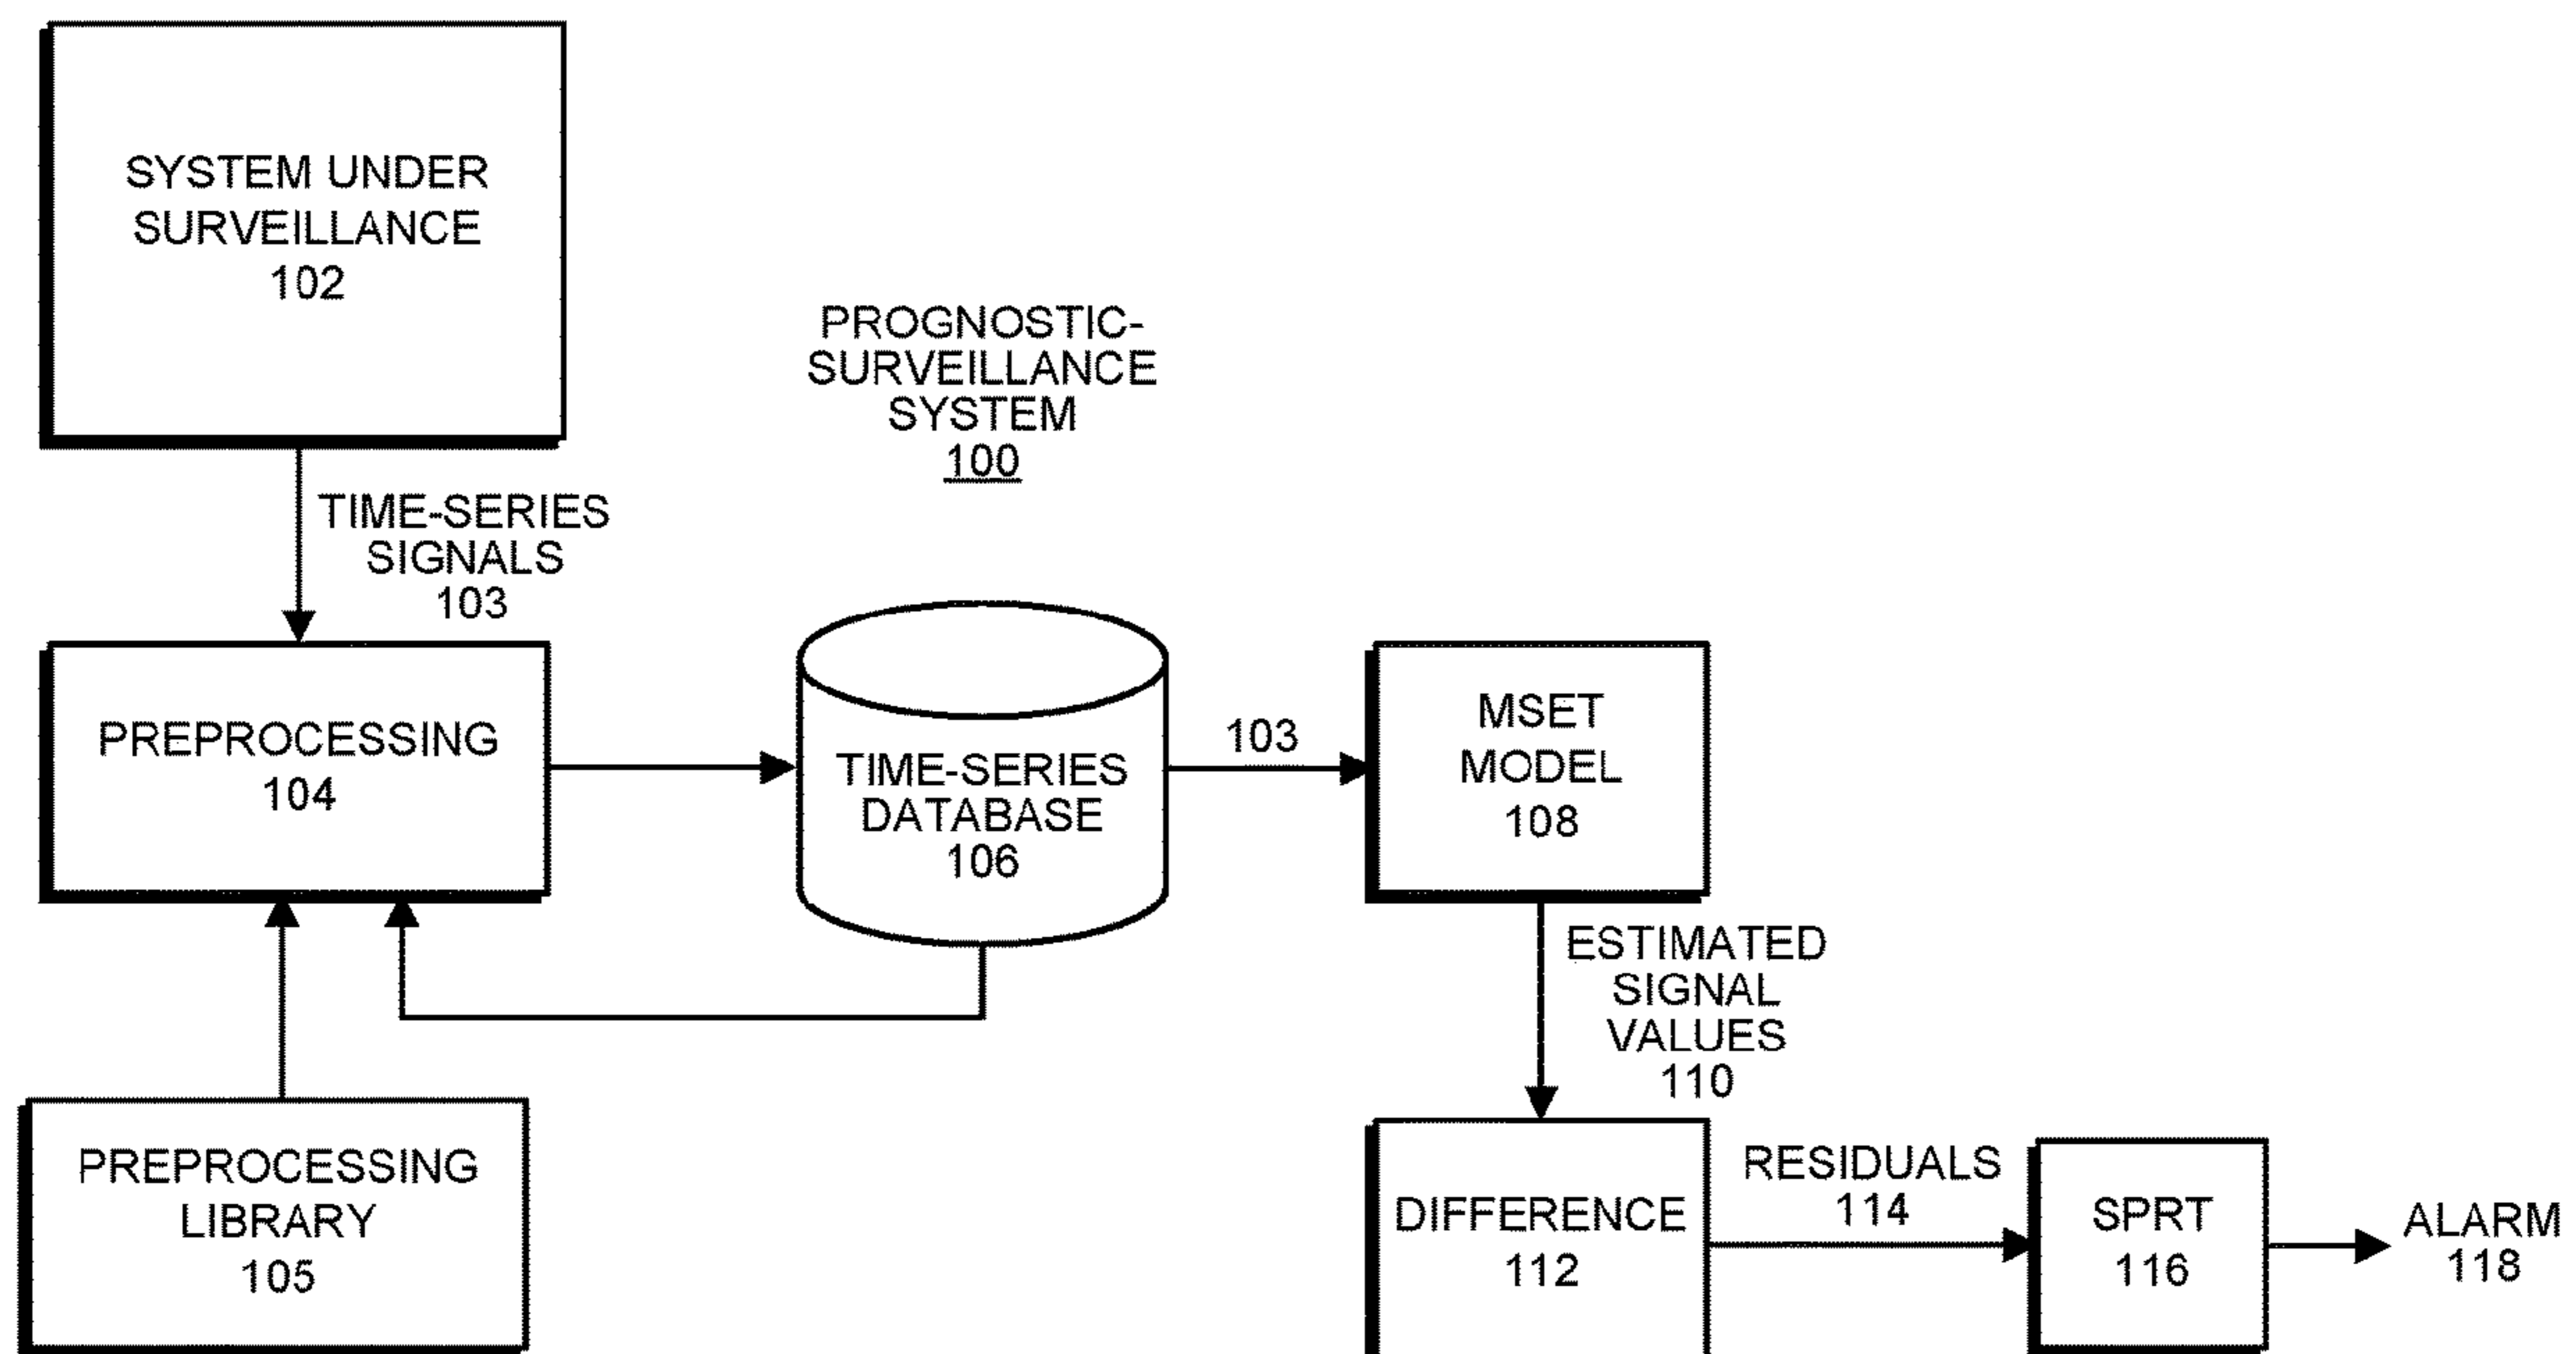 SYSTEM UNDER
SURVEILLANCE
102
PROGNOSTIC-
SURVEILLANCE
SYSTEM
100
TIME-SERIES
SIGNALS
103
PREPROCESSING
104
TIME-SERIES
DATABASE
106
103
MSET
MODEL
108
ESTIMATED
SIGNAL
VALUES
110
PREPROCESSING
LIBRARY
105
DIFFERENCE
112
RESIDUALS
114
SPRT
116
ALARM
118